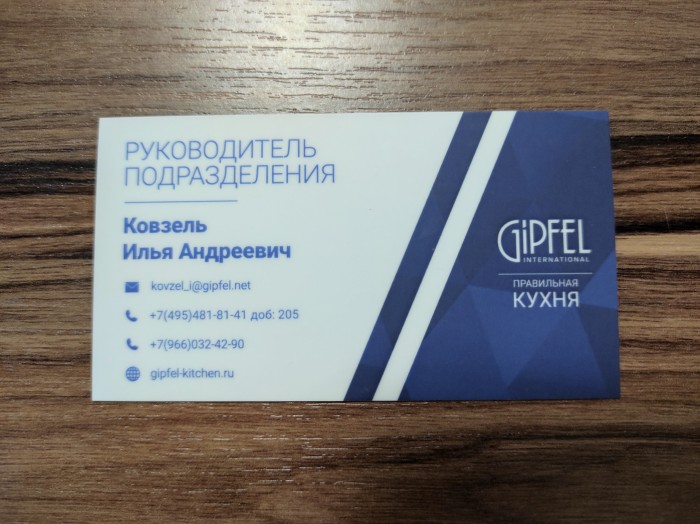 РУКОВОДИТЕЛЬ
ПОДРАЗДЕЛЕНИЯ
Ковзель
Илья Андреевич
kovzel_i@gipfel.net
+7(495)481-81-41 доб: 205
+7(966)032-42-90
gipfel-kitchen.ru
GiPFEL
INTERNATIONAL
ПРАВИЛЬНАЯ
КУХНЯ